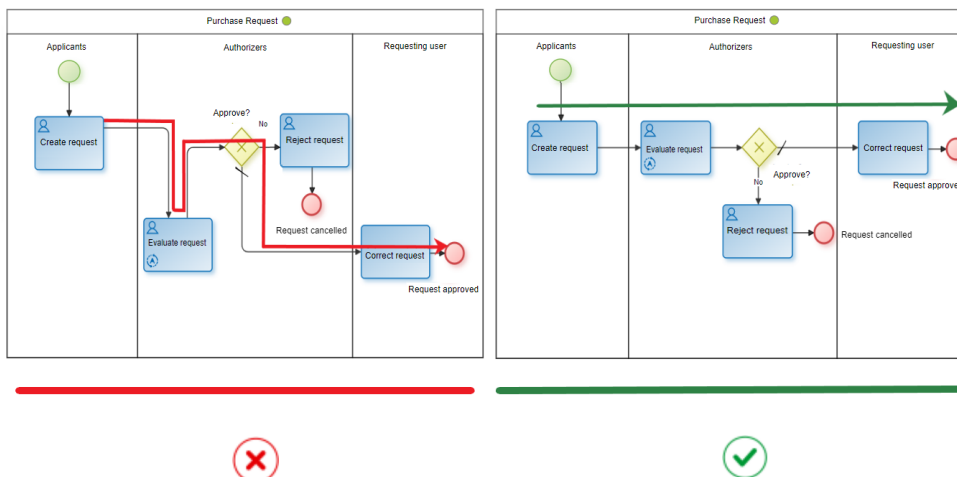 Purchase Request
Applicants
Authorizers
Requesting user
Create request
Approve?
No
Reject request
Request cancelled
Evaluate request
A
Correct request
Request approved
Purchase Request
Applicants
Authorizers
Requesting user
Create request
Evaluate request
A
Approve?
No
Correct request
Request approve
Reject request
Request cancelled